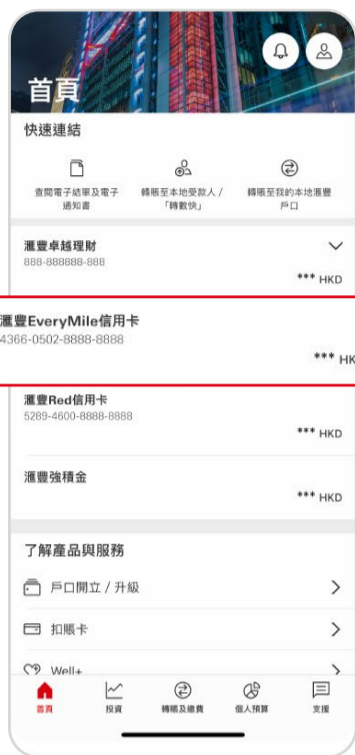 首頁
快速連結
查閱電子結單及電子
通知書
轉賬至本地受款人 /
「轉數快」
轉賬至我的本地滙豐
戶口
滙豐卓越理財
888-888888-888
*** HKD
滙豐EveryMile信用卡
4366-0502-8888-8888
*** HK
滙豐Red信用卡
5289-4600-8888-8888
*** HKD
滙豐強積金
*** HKD
了解產品與服務
戶口開立 / 升級
扣賬卡
Well+
首頁
投資
轉賬及繳費
個人預算
支援